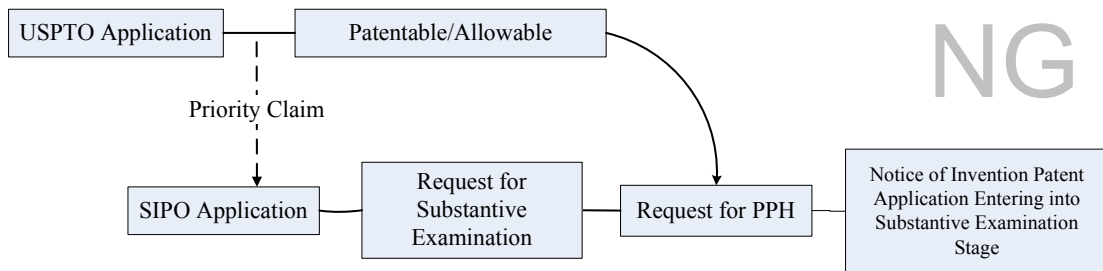 USPTO Application
Patentable/Allowable
NG
Priority Claim
SIPO Application
Request for
Substantive
Examination
Request for PPH
Notice of Invention Patent
Application Entering into
Substantive Examination
Stage